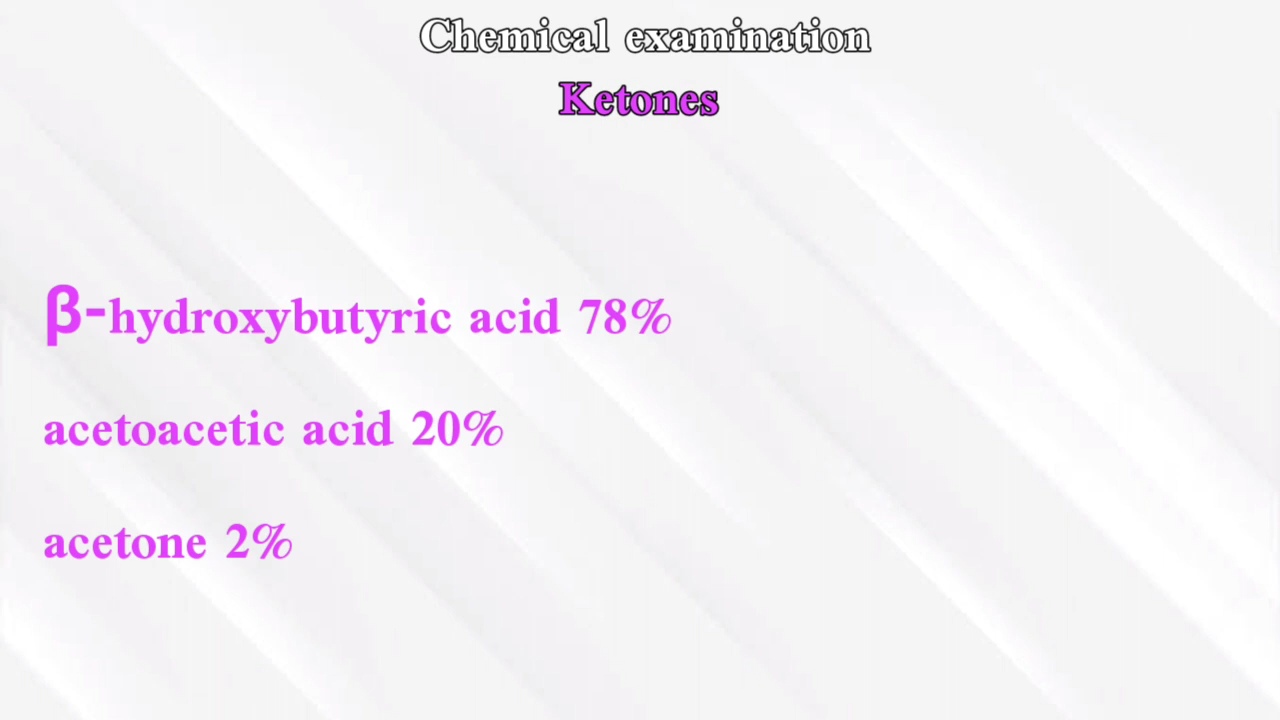 Chemical examination
Ketones
β-hydroxybutyric acid 78%
acetoacetic acid 20%
acetone 2%